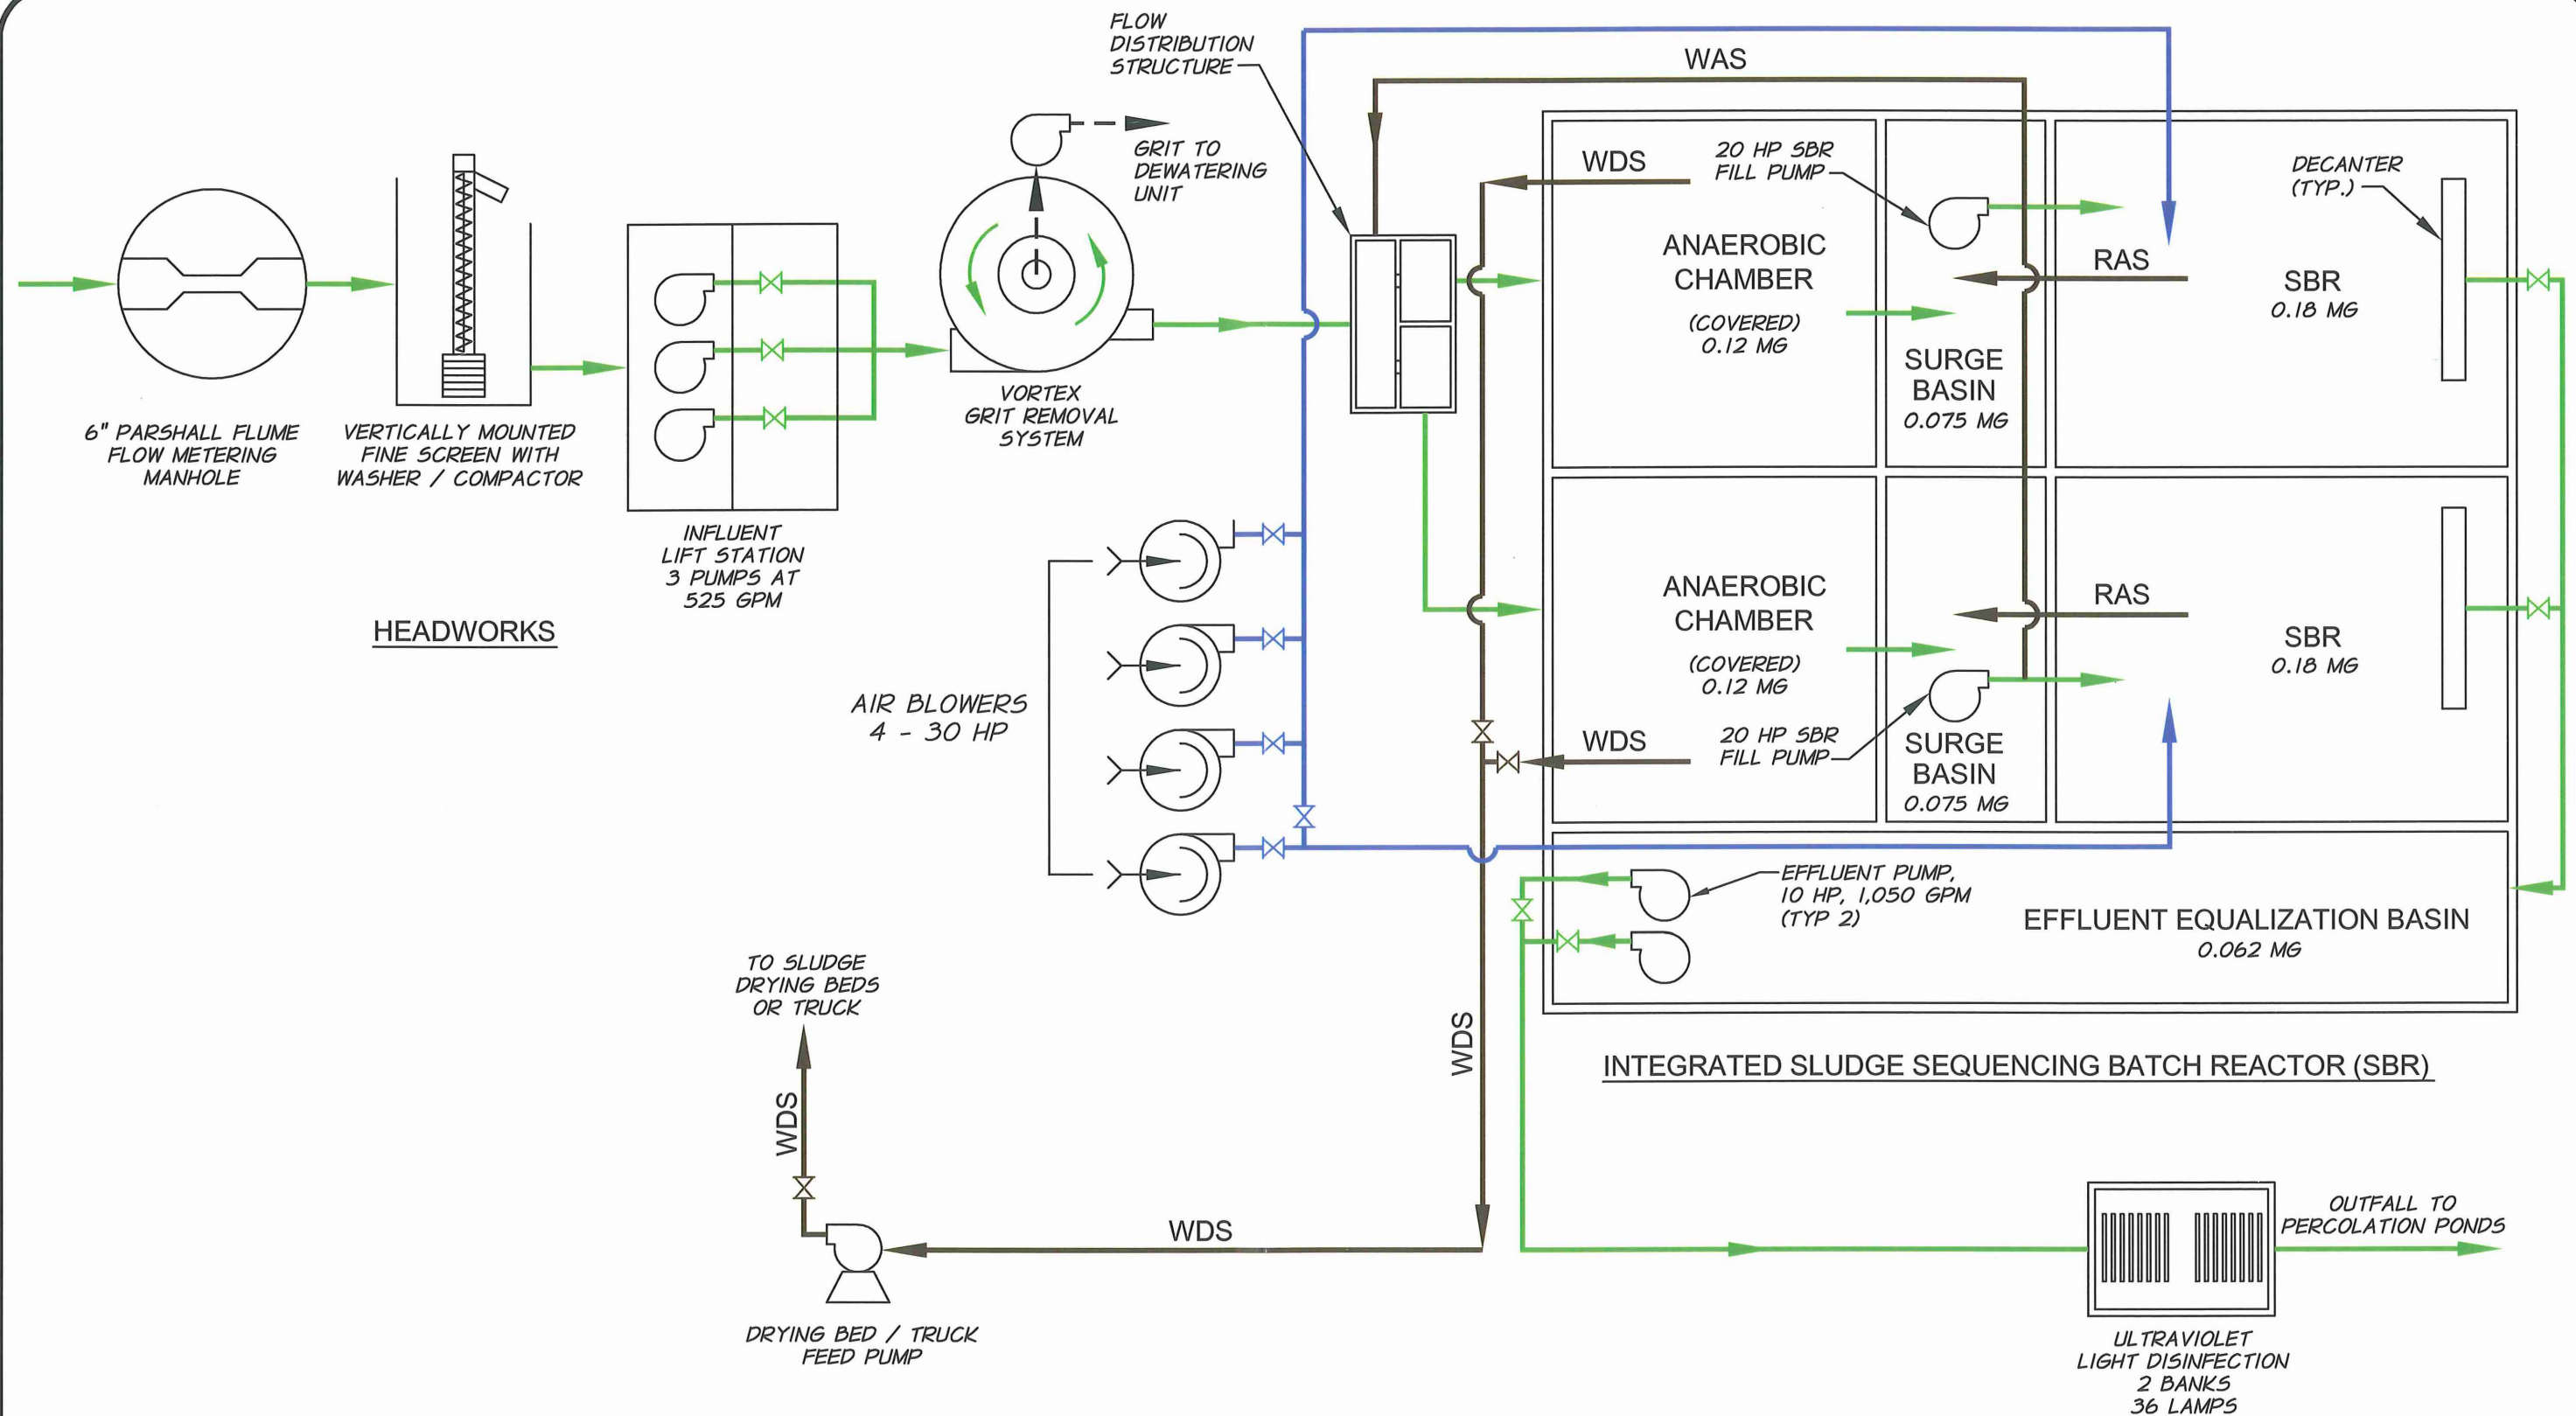 FLOW
DISTRIBUTION
STRUCTURE
WAS
GRIT TO
DEWATERING
UNIT
WDS
20 HP SBR
FILL PUMP
DECANTER
(TYP.)
ANAEROBIC
CHAMBER
(COVERED)
0.12 MG
RAS
SBR
0.18 MG
SURGE
BASIN
0.075 MG
6" PARSHALL FLUME
FLOW METERING
MANHOLE
VERTICALLY MOUNTED
FINE SCREEN WITH
WASHER / COMPACTOR
INFLUENT
LIFT STATION
3 PUMPS AT
525 GPM
VORTEX
GRIT REMOVAL
SYSTEM
HEADWORKS
AIR BLOWERS
4 - 30 HP
ANAEROBIC
CHAMBER
(COVERED)
0.12 MG
RAS
SBR
0.18 MG
WDS
20 HP SBR
FILL PUMP
SURGE
BASIN
0.075 MG
EFFLUENT PUMP,
10 HP, 1,050 GPM
(TYP 2)
EFFLUENT EQUALIZATION BASIN
0.062 MG
TO SLUDGE
DRYING BEDS
OR TRUCK
WDS
WDS
INTEGRATED SLUDGE SEQUENCING BATCH REACTOR (SBR)
WDS
DRYING BED / TRUCK
FEED PUMP
OUTFALL TO
PERCOLATION PONDS
ULTRAVIOLET
LIGHT DISINFECTION
2 BANKS
36 LAMPS